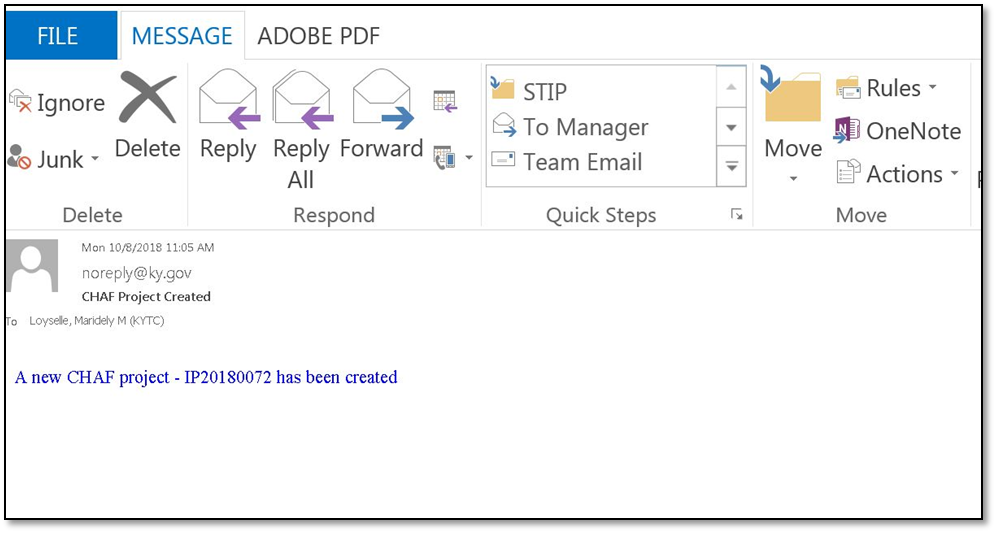 FILE MESSAGE ADOBE PDF
Ignore
Junk
Delete
Delete
Reply
Reply
All
Forward
Respond
STIP
To Manager
Team Email
Quick Steps
Move
Rules
OneNote
Actions
Move
Mon 10/8/2018 11:05 AM
noreply@ky.gov
CHAF Project Created
To Loyselle, Maridely M (KYTC)
A new CHAF project - IP20180072 has been created